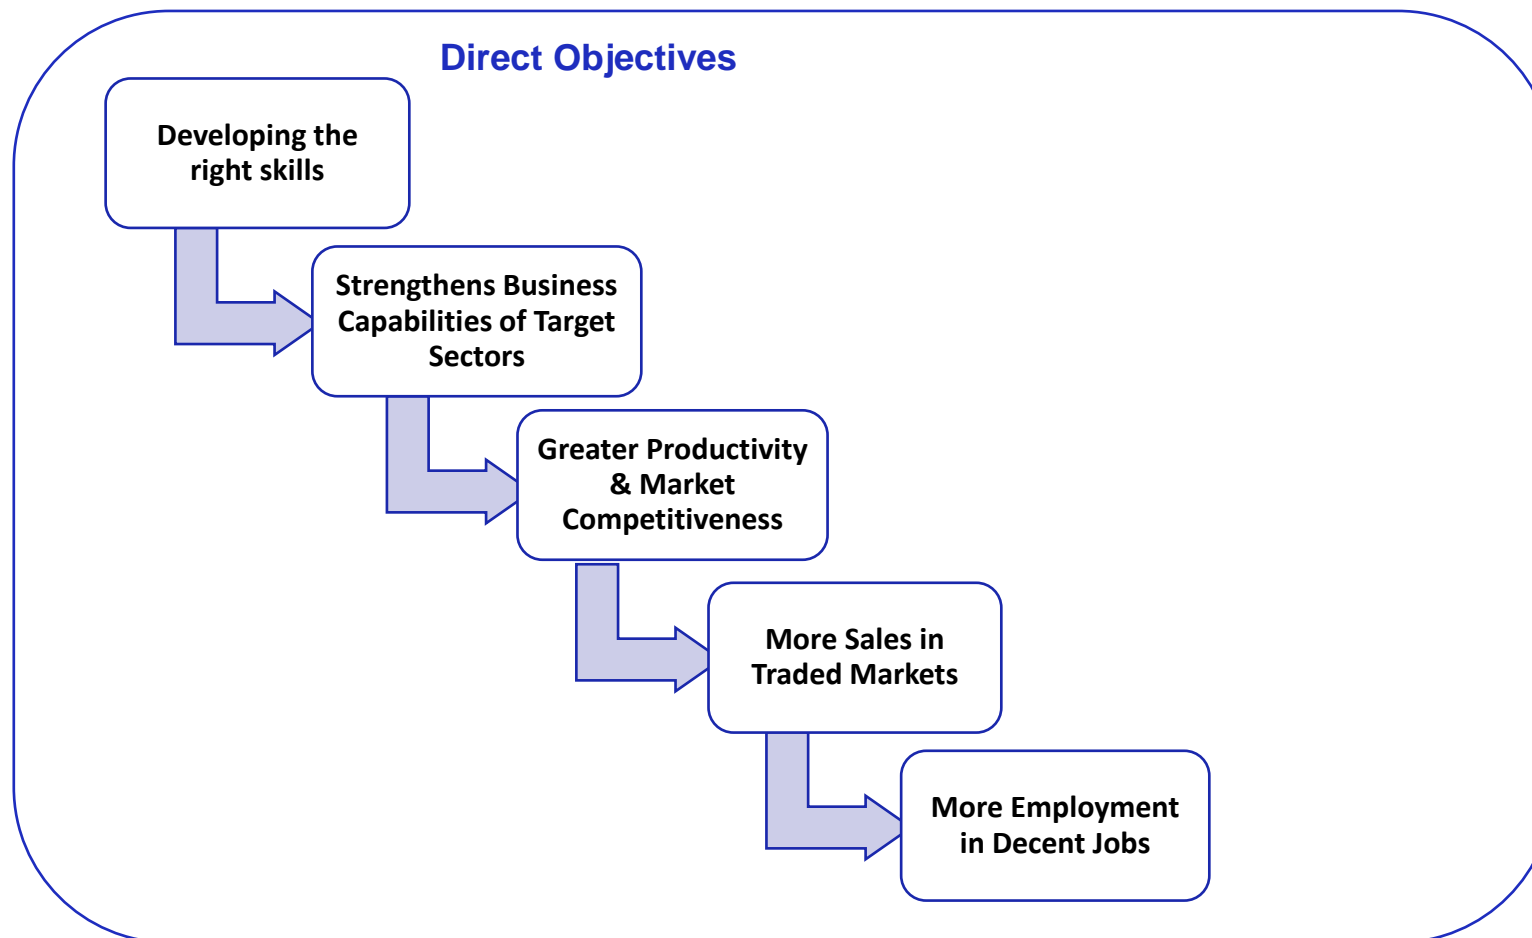 Direct Objectives
Developing the
right skills
Strengthens Business
Capabilities of Target
Sectors
Greater Productivity
& Market
Competitiveness
More Sales in
Traded Markets
More Employment
in Decent Jobs